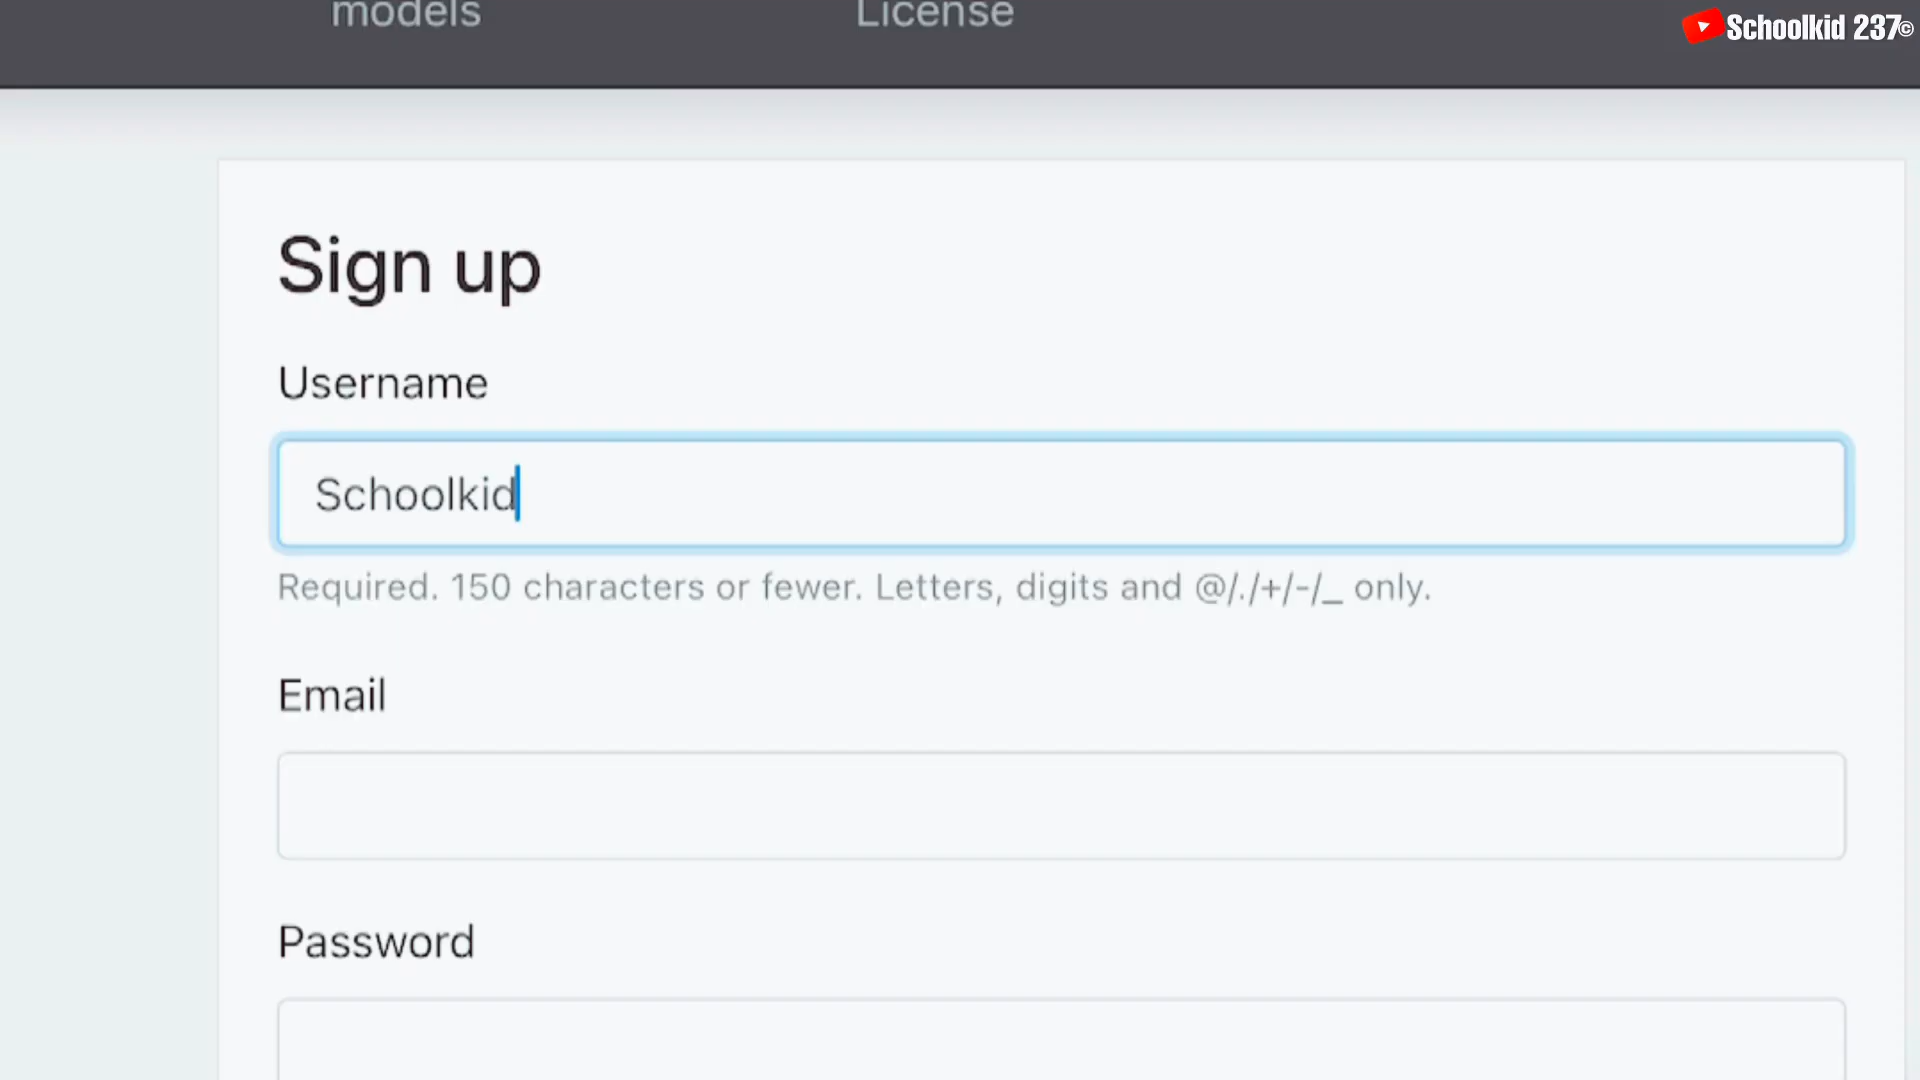 models License
Schoolkid 237©
Sign up
Username
Schoolkid
Required. 150 characters or fewer. Letters, digits and @/./+/-/_ only.
Email
Password